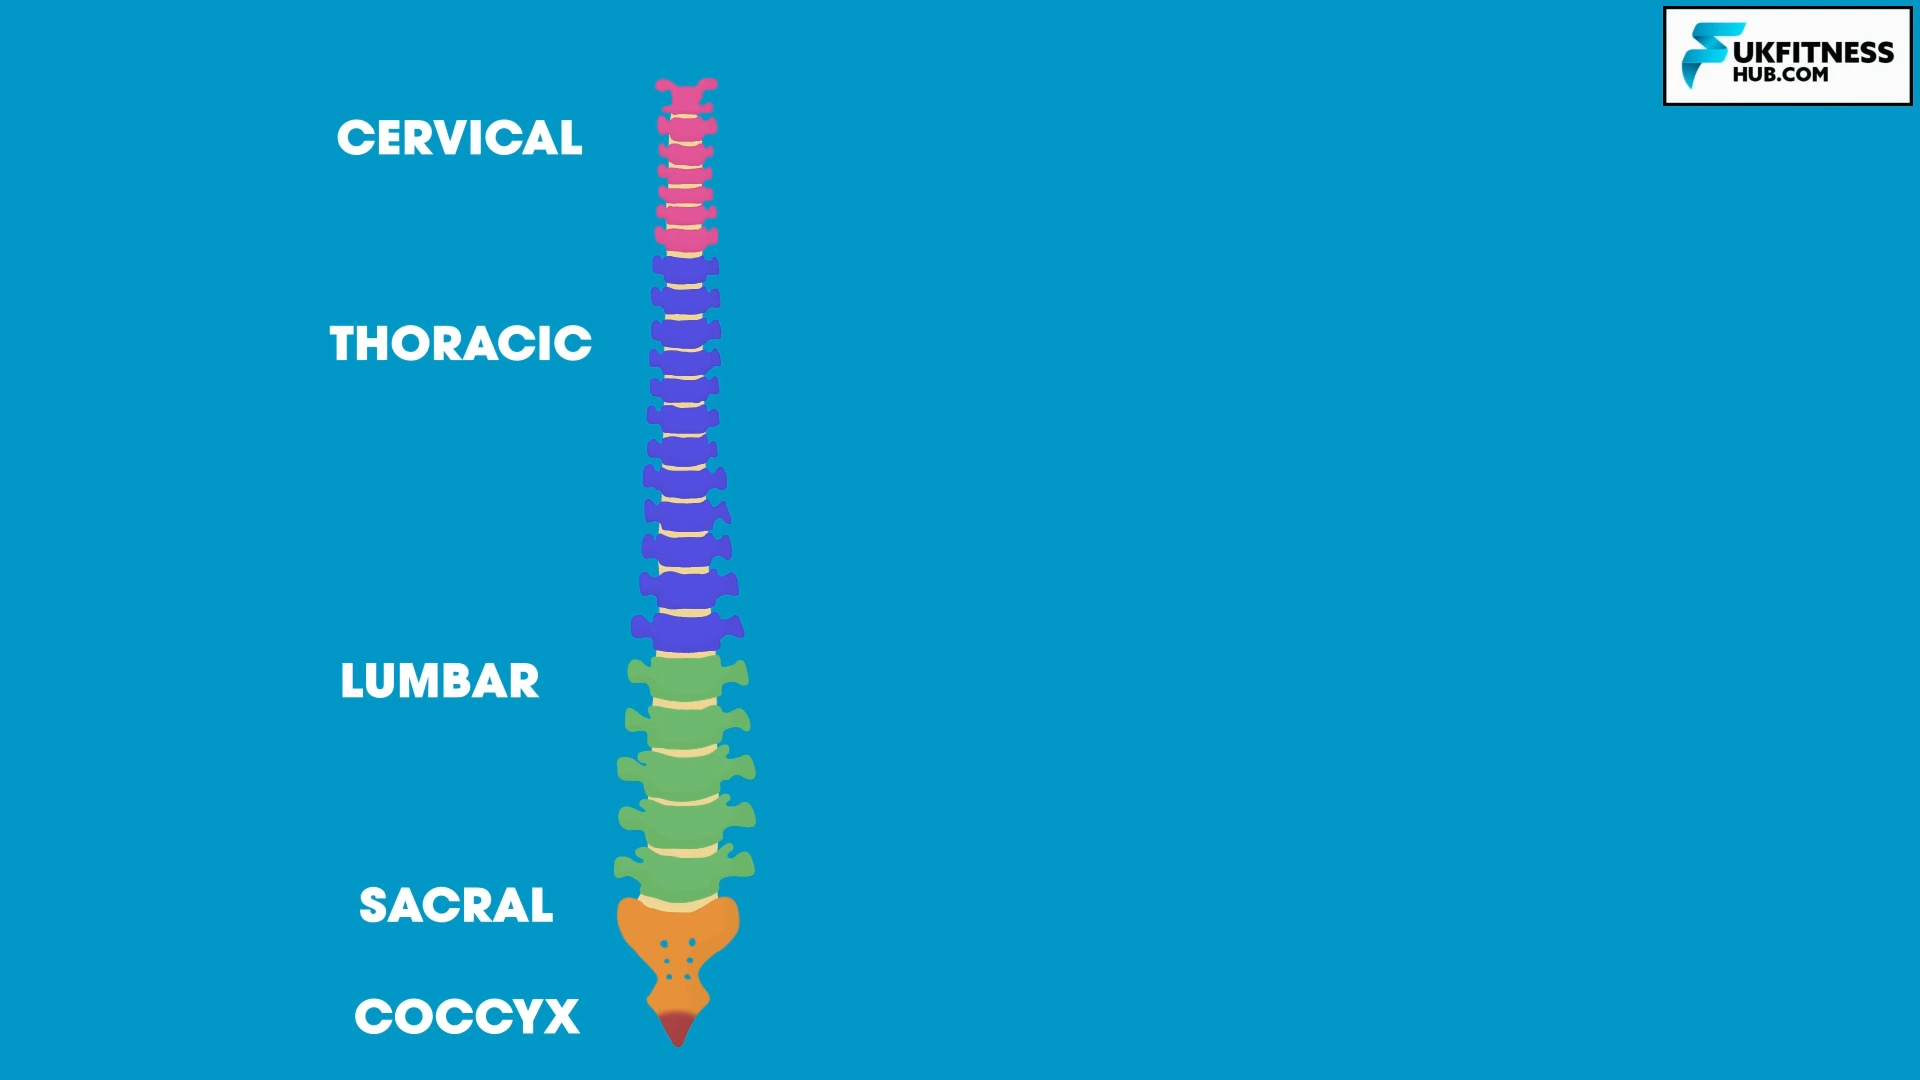 UKFITNESS
HUB.COM
CERVICAL
THORACIC
LUMBAR
SACRAL
COCCYX